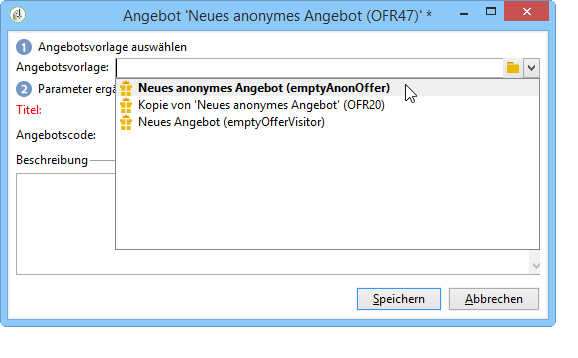 Angebot 'Neues anonymes Angebot (OFR47)' *
1 Angebotsvorlage auswählen
Angebotsvorlage:
Neues anonymes Angebot (emptyAnonOffer)
2 Parameter ergä
Kopie von 'Neues anonymes Angebot' (OFR20)
Titel:
Neues Angebot (emptyOfferVisitor)
Angebotscode:
Beschreibung
Speichern Abbrechen